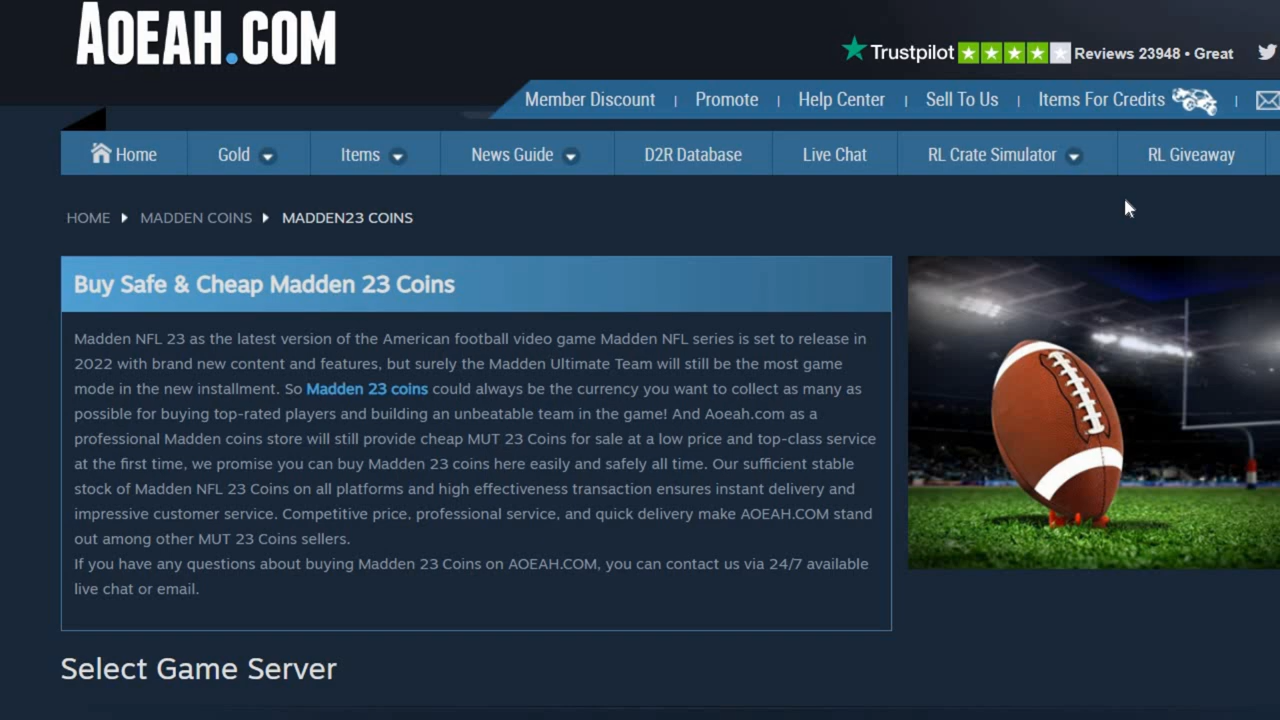 AOEAH.COM
Trustpilot Reviews 23948 • Great
Member Discount | Promote | Help Center | Sell To Us | Items For Credits |
Home Gold Items News Guide D2R Database Live Chat RL Crate Simulator RL Giveaway
HOME MADDEN COINS MADDEN23 COINS
Buy Safe & Cheap Madden 23 Coins
Madden NFL 23 as the latest version of the American football video game Madden NFL series is set to release in
2022 with brand new content and features, but surely the Madden Ultimate Team will still be the most game
mode in the new installment. So Madden 23 coins could always be the currency you want to collect as many as
possible for buying top-rated players and building an unbeatable team in the game! And Aoeah.com as a
professional Madden coins store will still provide cheap MUT 23 Coins for sale at a low price and top-class service
at the first time, we promise you can buy Madden 23 coins here easily and safely all time. Our sufficient stable
stock of Madden NFL 23 Coins on all platforms and high effectiveness transaction ensures instant delivery and
impressive customer service. Competitive price, professional service, and quick delivery make AOEAH.COM stand
out among other MUT 23 Coins sellers.
If you have any questions about buying Madden 23 Coins on AOEAH.COM, you can contact us via 24/7 available
live chat or email.
Select Game Server